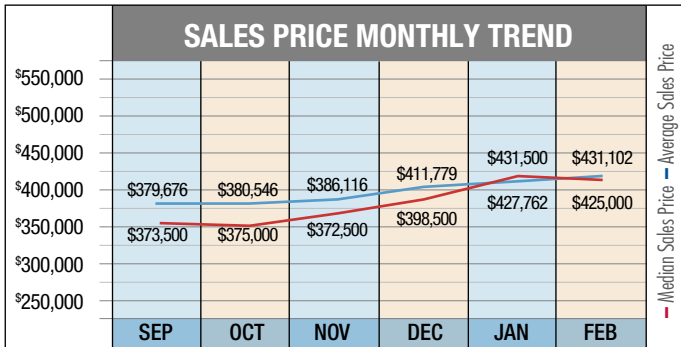 SALES PRICE MONTHLY TREND
$550,000
$500,000
$450,000
$400,000
$350,000
$300,000
$250,000
$379,676 $380,546 $386,116 $411,779 $431,500 $431,102
$373,500 $375,000 $372,500 $398,500 $427,762 $425,000
SEP OCT NOV DEC JAN FEB
Median Sales Price Average Sales Price